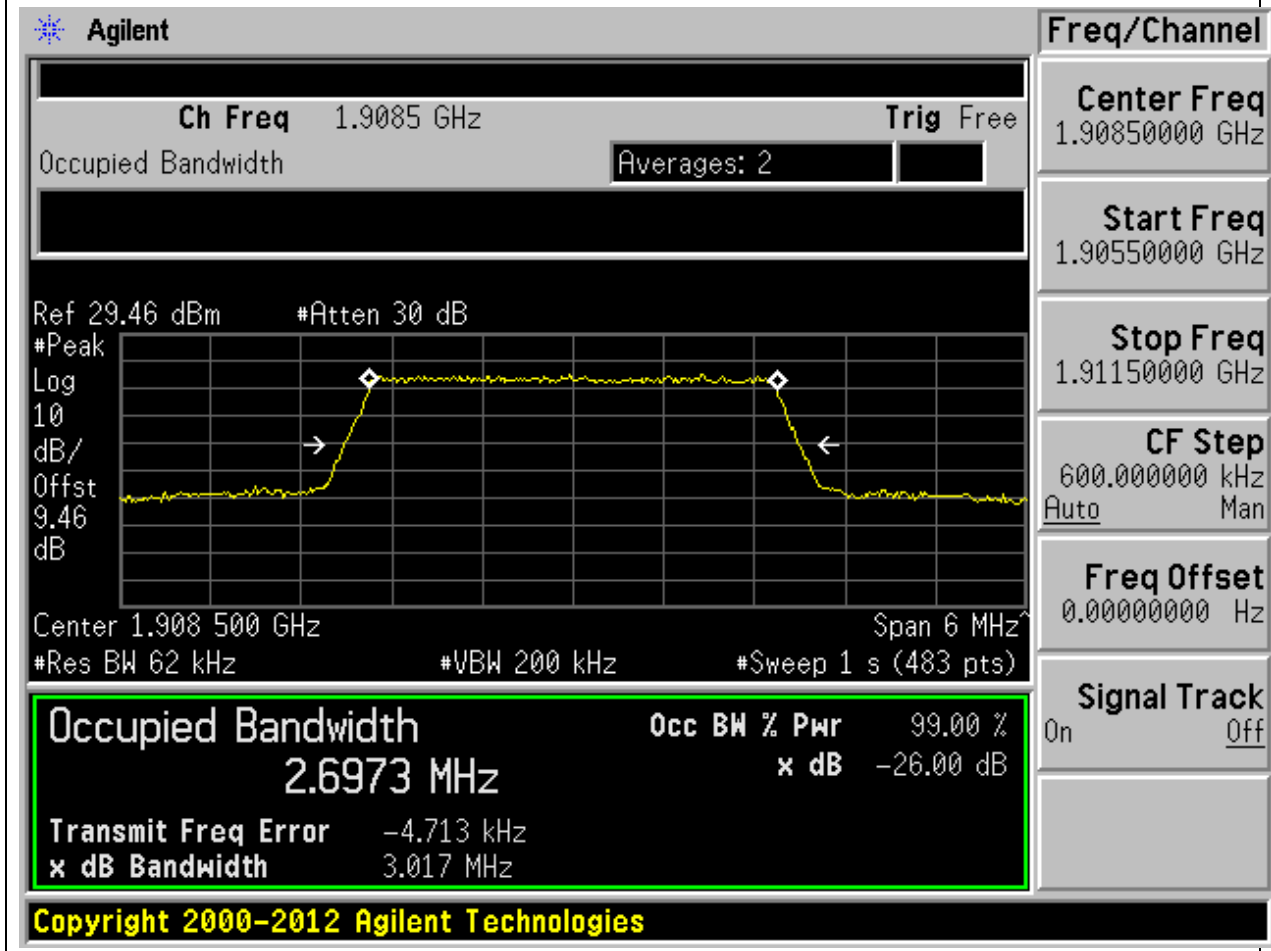 Agilent
Freq/Channel
Ch Freq 1.9085 GHz Trig Free
Occupied Bandwidth Averages: 2
Center Freq
1.90850000 GHz
Start Freq
1.90550000 GHz
Stop Freq
1.91150000 GHz
CF Step
600.000000 kHz
Auto Man
Freq Offset
0.00000000 Hz
Signal Track
On Off
Ref 29.46 dBm #Atten 30 dB
#Peak
Log
10
dB/
Offst
9.46
dB
Center 1.908 500 GHz Span 6 MHz^
#Res BW 62 kHz #VBW 200 kHz #Sweep 1 s (483 pts)
Occupied Bandwidth Occ BW % Pwr 99.00 %
2.6973 MHz x dB -26.00 dB
Transmit Freq Error -4.713 kHz
x dB Bandwidth 3.017 MHz
Copyright 2000-2012 Agilent Technologies